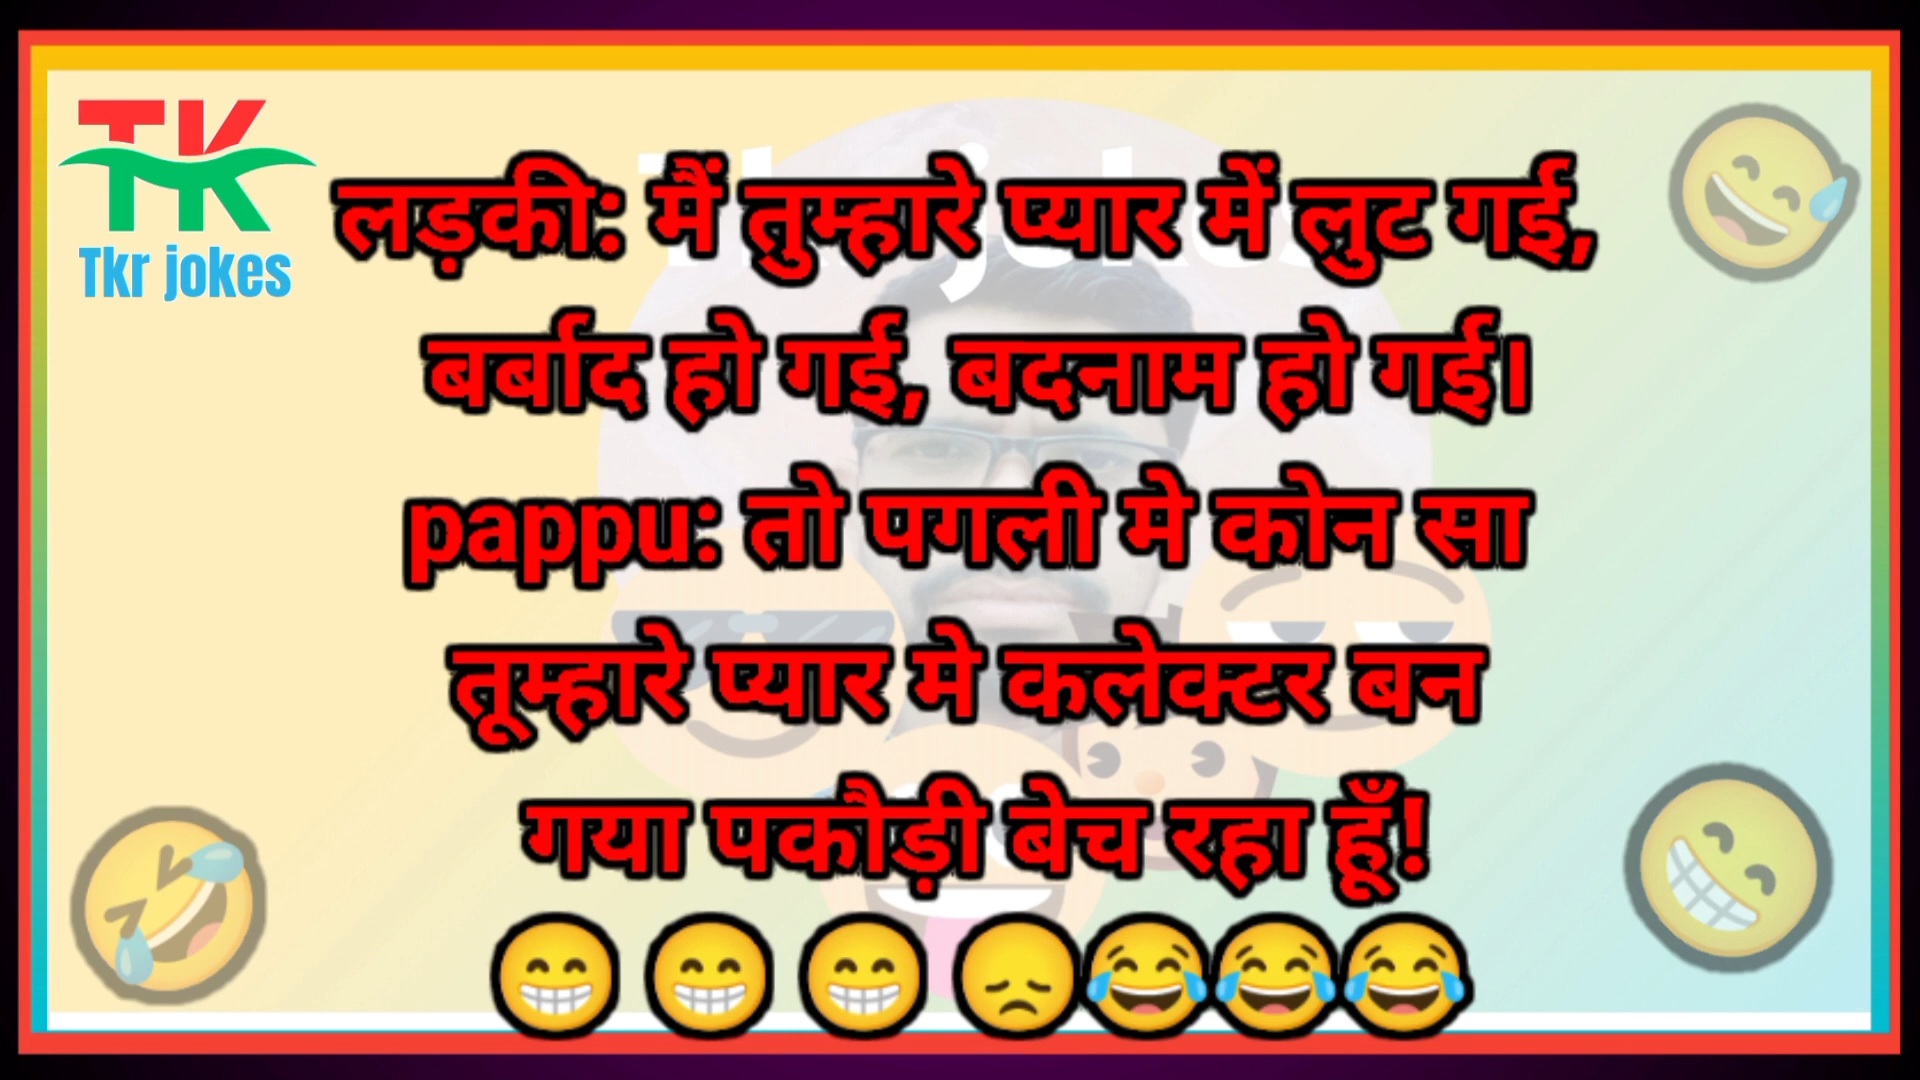 TK
Tkr jokes
लड़की: मैं तुम्हारे प्यार में लुट गई,
बर्बाद हो गई, बदनाम हो गई।
pappu: तो पगली मे कोन सा
तूम्हारे प्यार मे कलेक्टर बन
गया पकौड़ी बेच रहा हूँ!
😁 😁 😁 😞😂😂😂